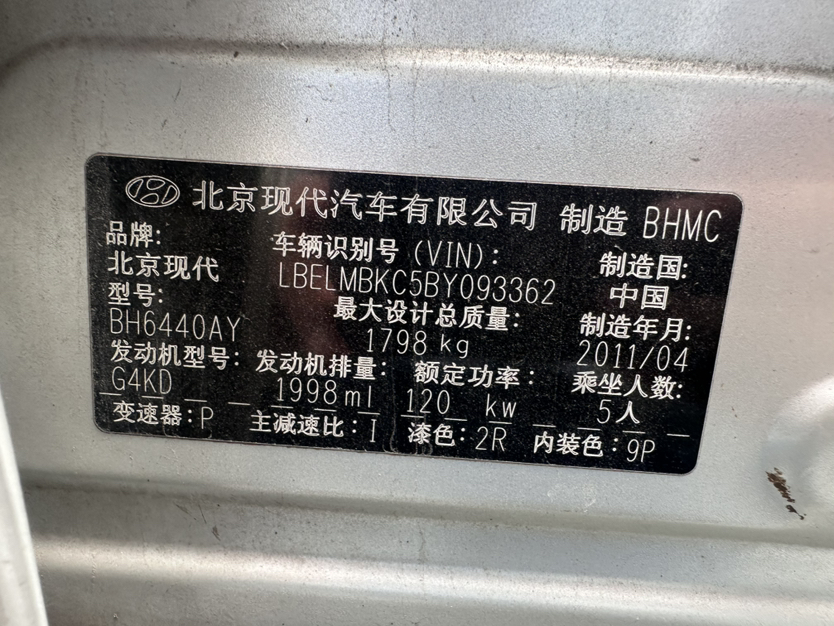 北京现代汽车有限公司 制造 BHMC
品牌: 车辆识别号 (VIN): 制造国:
北京现代 LBELMBKC5BY093362 中国
型号: 最大设计总质量: 制造年月:
BH6440AY 1798 kg 2011/04
发动机型号: 发动机排量: 额定功率: 乘坐人数:
G4KD 1998ml 120 kw 5人
变速器:P 主减速比:I 漆色:2R 内装色:9P